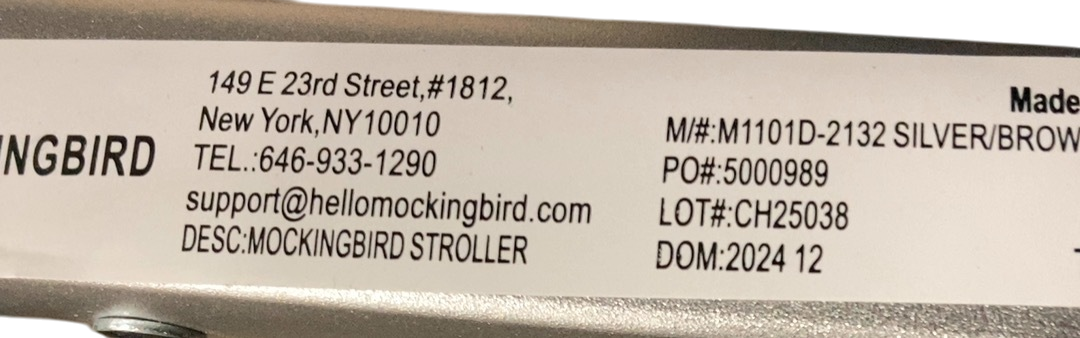 INGBIRD
149 E 23rd Street,#1812,
New York,NY10010
TEL.:646-933-1290
support@hellomockingbird.com
DESC:MOCKINGBIRD STROLLER
Made
M/#:M1101D-2132 SILVER/BROW
PO#:5000989
LOT#:CH25038
DOM:2024 12